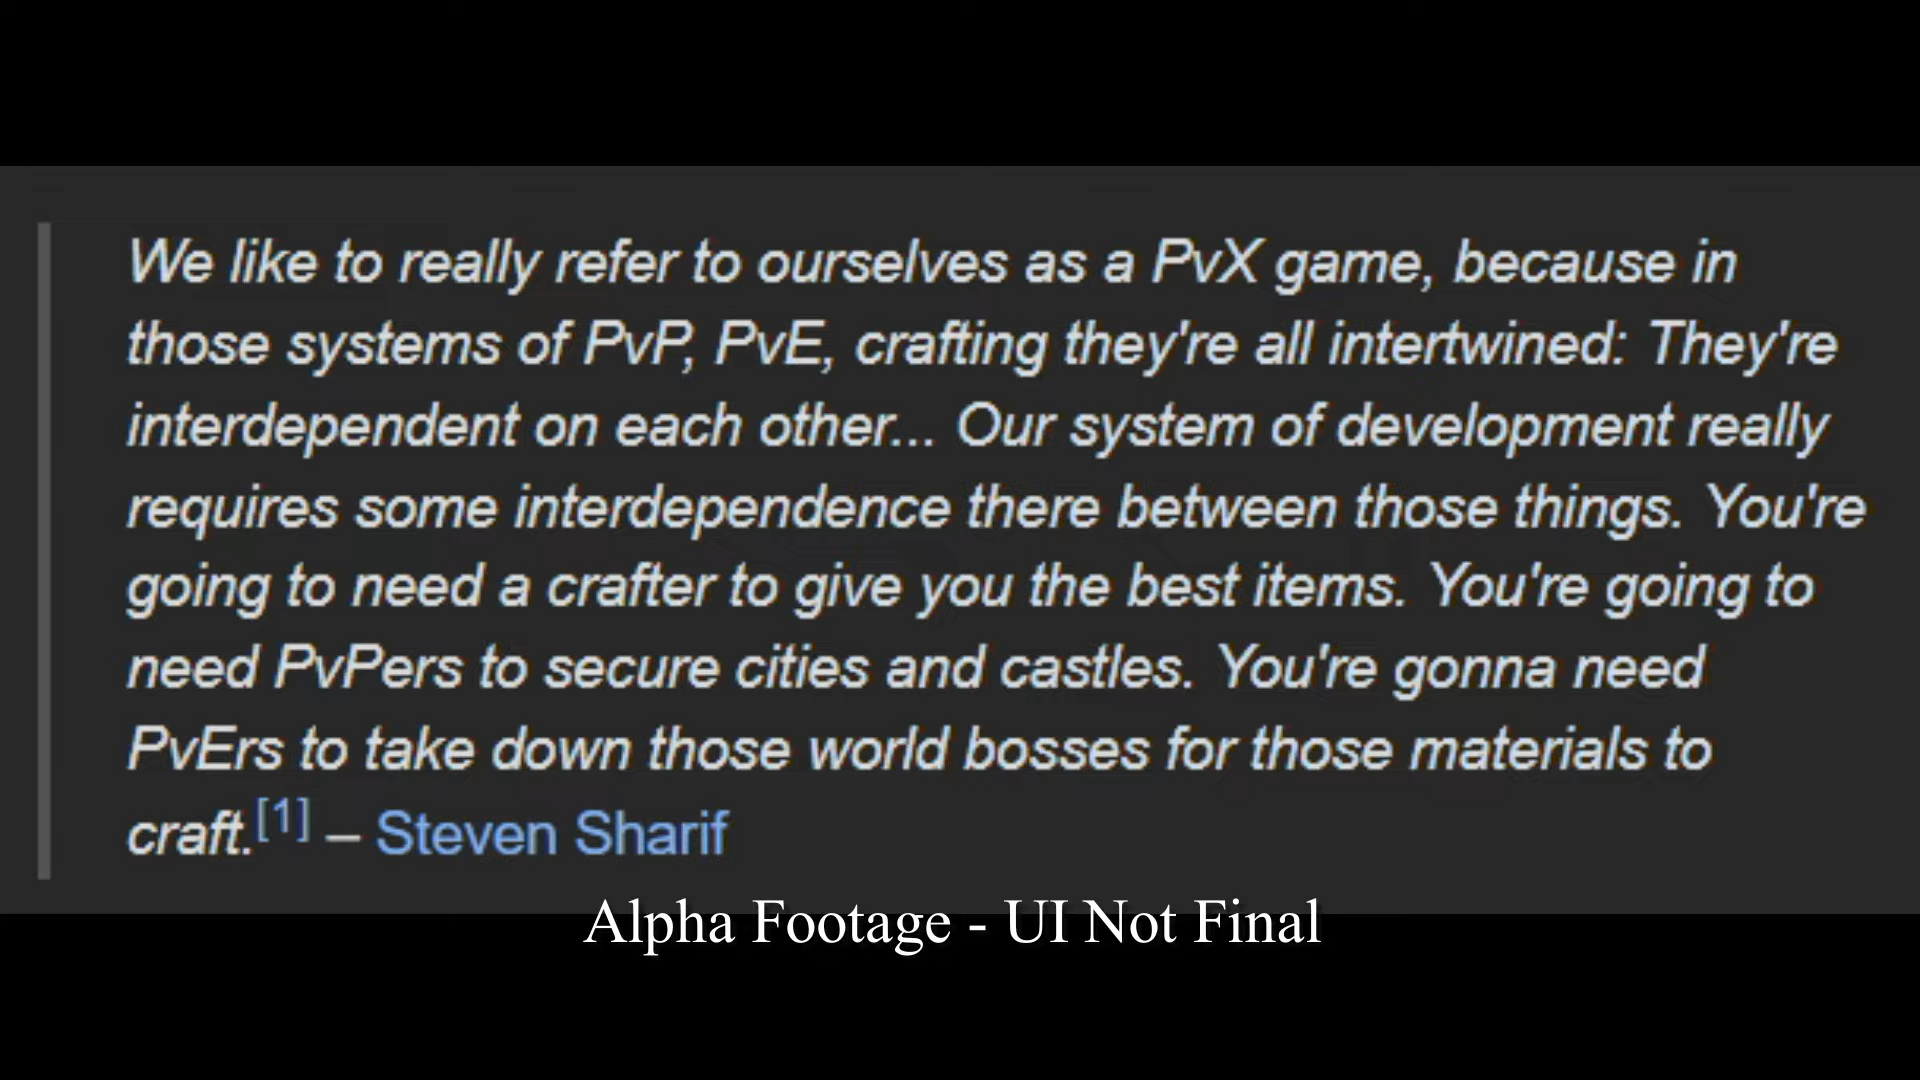 We like to really refer to ourselves as a PvX game, because in
those systems of PvP, PvE, crafting they're all intertwined: They're
interdependent on each other... Our system of development really
requires some interdependence there between those things. You're
going to need a crafter to give you the best items. You're going to
need PvPers to secure cities and castles. You're gonna need
PvErs to take down those world bosses for those materials to
craft.[1] – Steven Sharif
Alpha Footage - UI Not Final